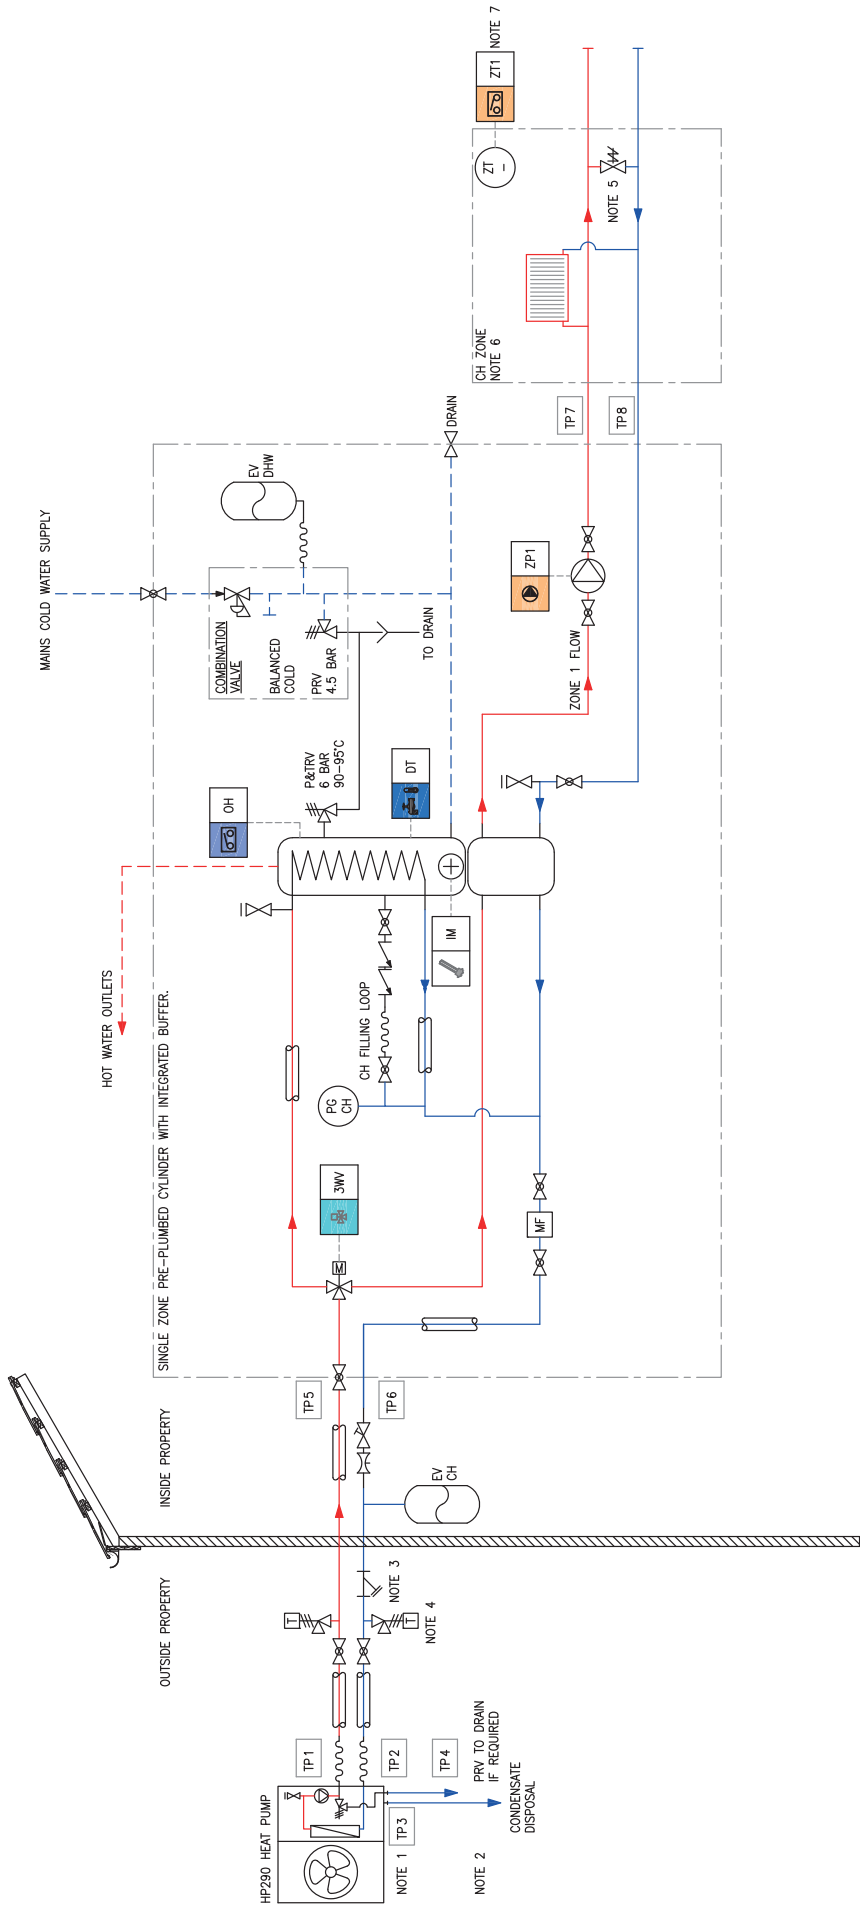 HP290 HEAT PUMP
NOTE 1
NOTE 2
TP1
TP2
TP3
TP4
PRV TO DRAIN
IF REQUIRED
CONDENSATE
DISPOSAL
OUTSIDE PROPERTY
T
T
NOTE 4
NOTE 3
INSIDE PROPERTY
EV
CH
TP5
TP6
SINGLE ZONE PRE-PLUMBED CYLINDER WITH INTEGRATED BUFFER.
M
3WV
MF
PG
CH
CH FILLING LOOP
HOT WATER OUTLETS
IM
OH
DT
P&TRV
6 BAR
90-95°C
COMBINATION
VALVE
BALANCED
COLD
PRV
4.5 BAR
TO DRAIN
MAINS COLD WATER SUPPLY
EV
DHW
DRAIN
ZONE 1 FLOW
ZP1
TP7
TP8
CH ZONE
NOTE 6
NOTE 5
ZT
-
ZT1
NOTE 7